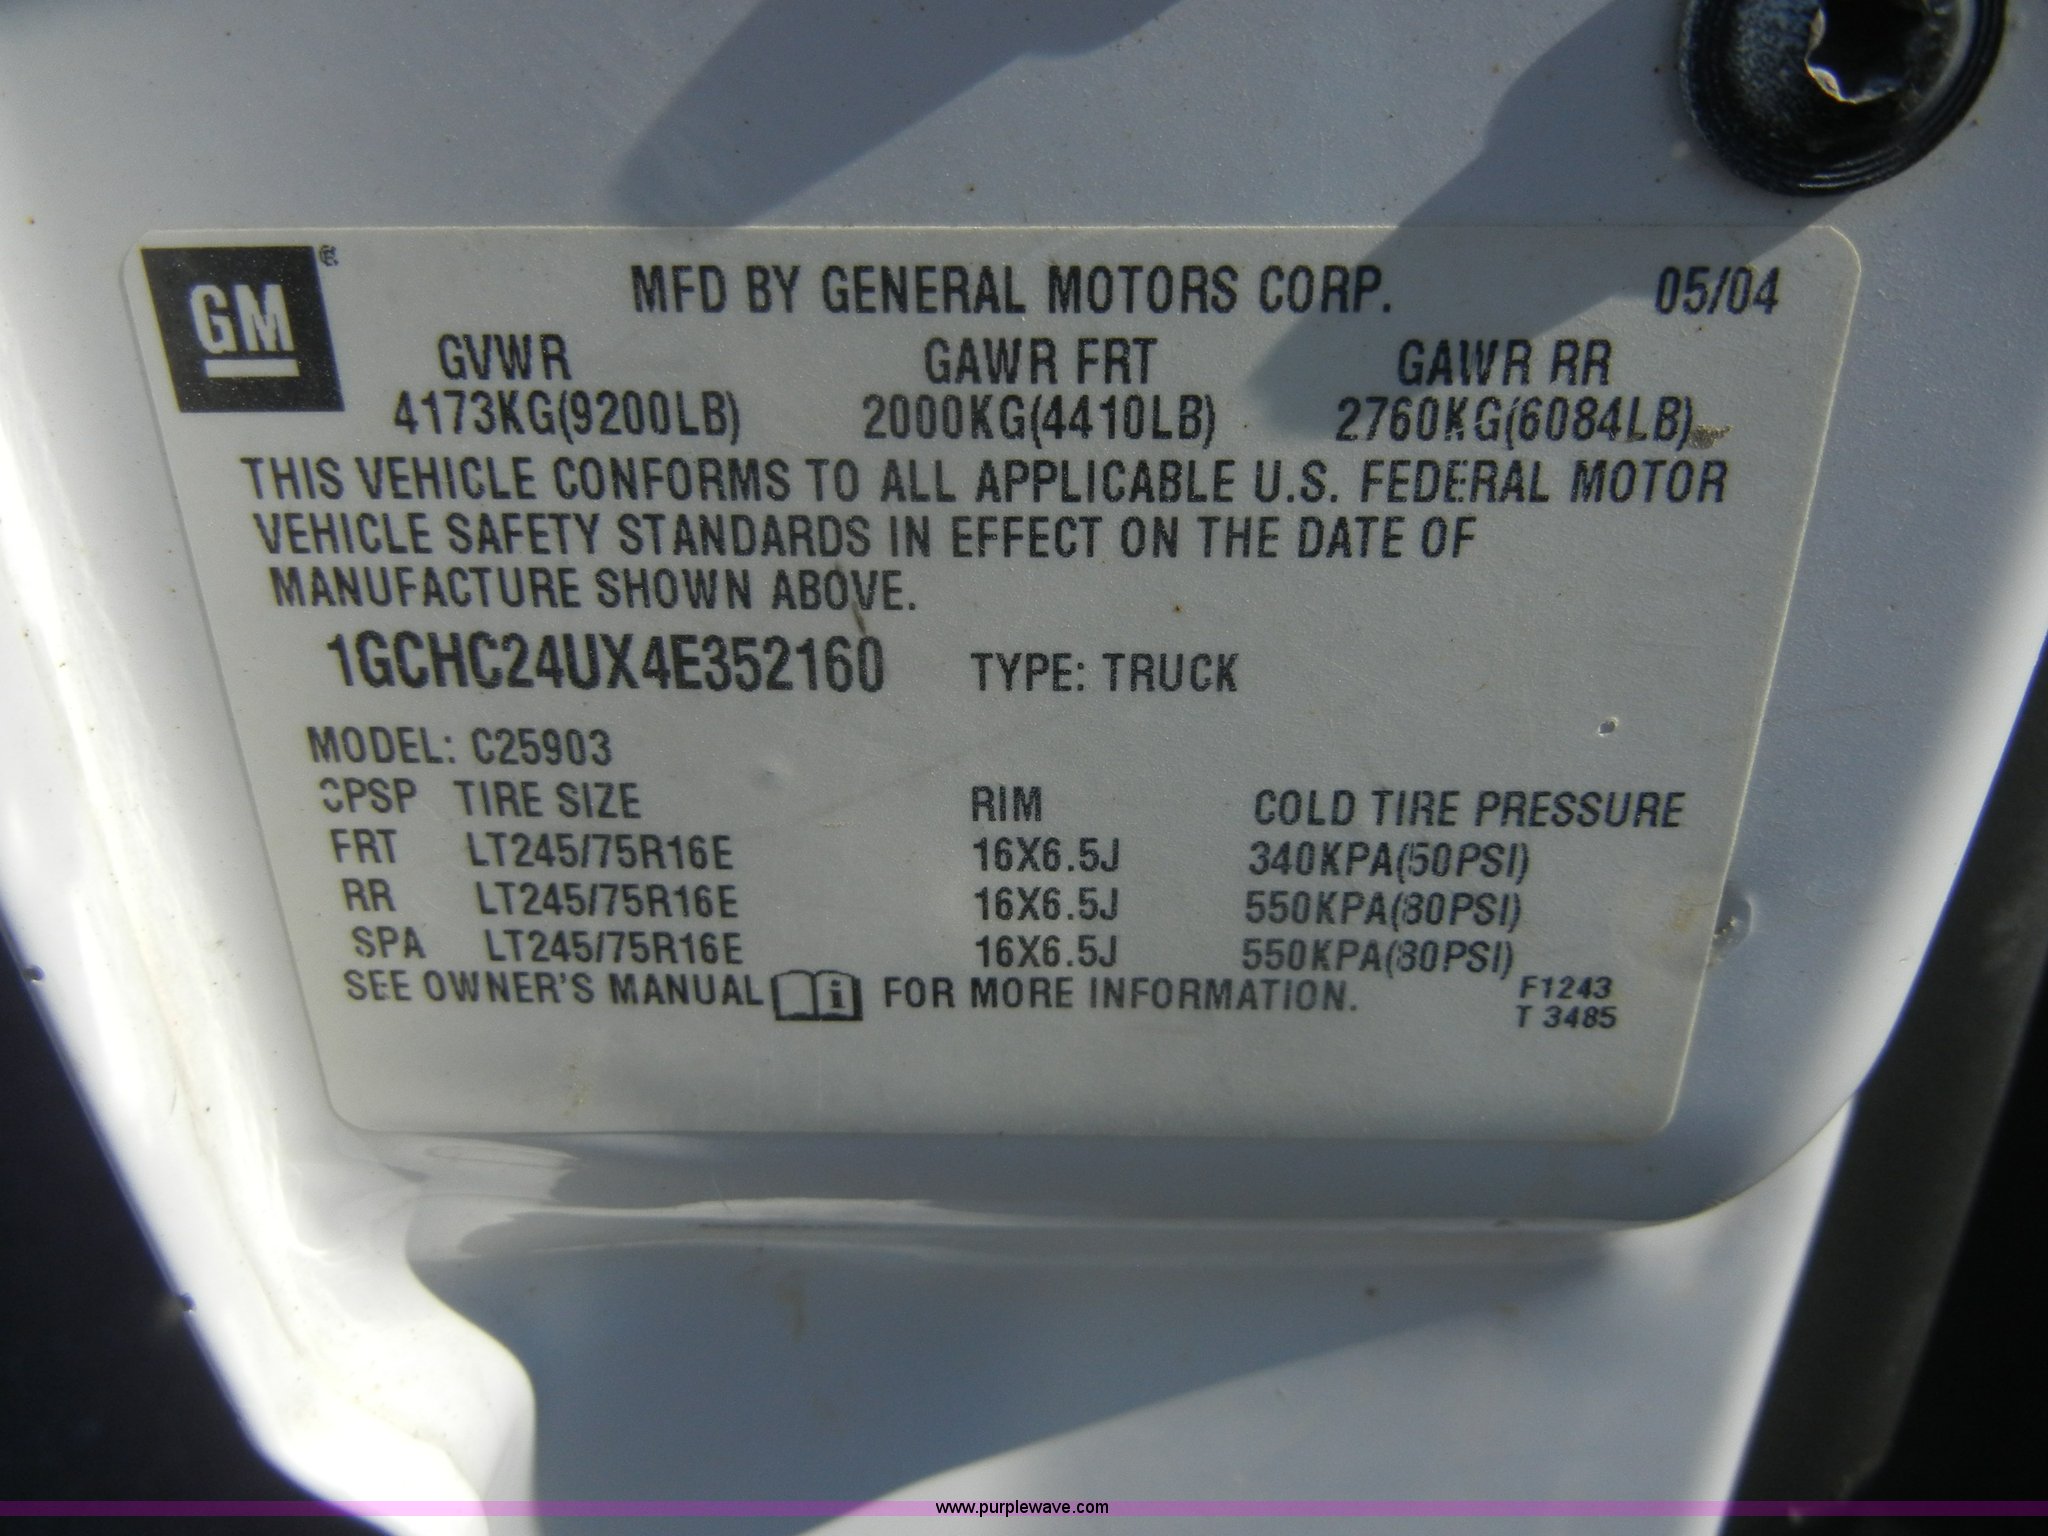 GM®
MFD BY GENERAL MOTORS CORP. 05/04
GVWR GAWR FRT GAWR RR
4173KG(9200LB) 2000KG(4410LB) 2760KG(6084LB)
THIS VEHICLE CONFORMS TO ALL APPLICABLE U.S. FEDERAL MOTOR
VEHICLE SAFETY STANDARDS IN EFFECT ON THE DATE OF
MANUFACTURE SHOWN ABOVE.
1GCHC24UX4E352160 TYPE: TRUCK
MODEL: C25903
CPSP TIRE SIZE RIM COLD TIRE PRESSURE
FRT LT245/75R16E 16X6.5J 340KPA(50PSI)
RR LT245/75R16E 16X6.5J 550KPA(80PSI)
SPA LT245/75R16E 16X6.5J 550KPA(80PSI)
SEE OWNER'S MANUAL i FOR MORE INFORMATION. F1243
T 3485
www.purplewave.com